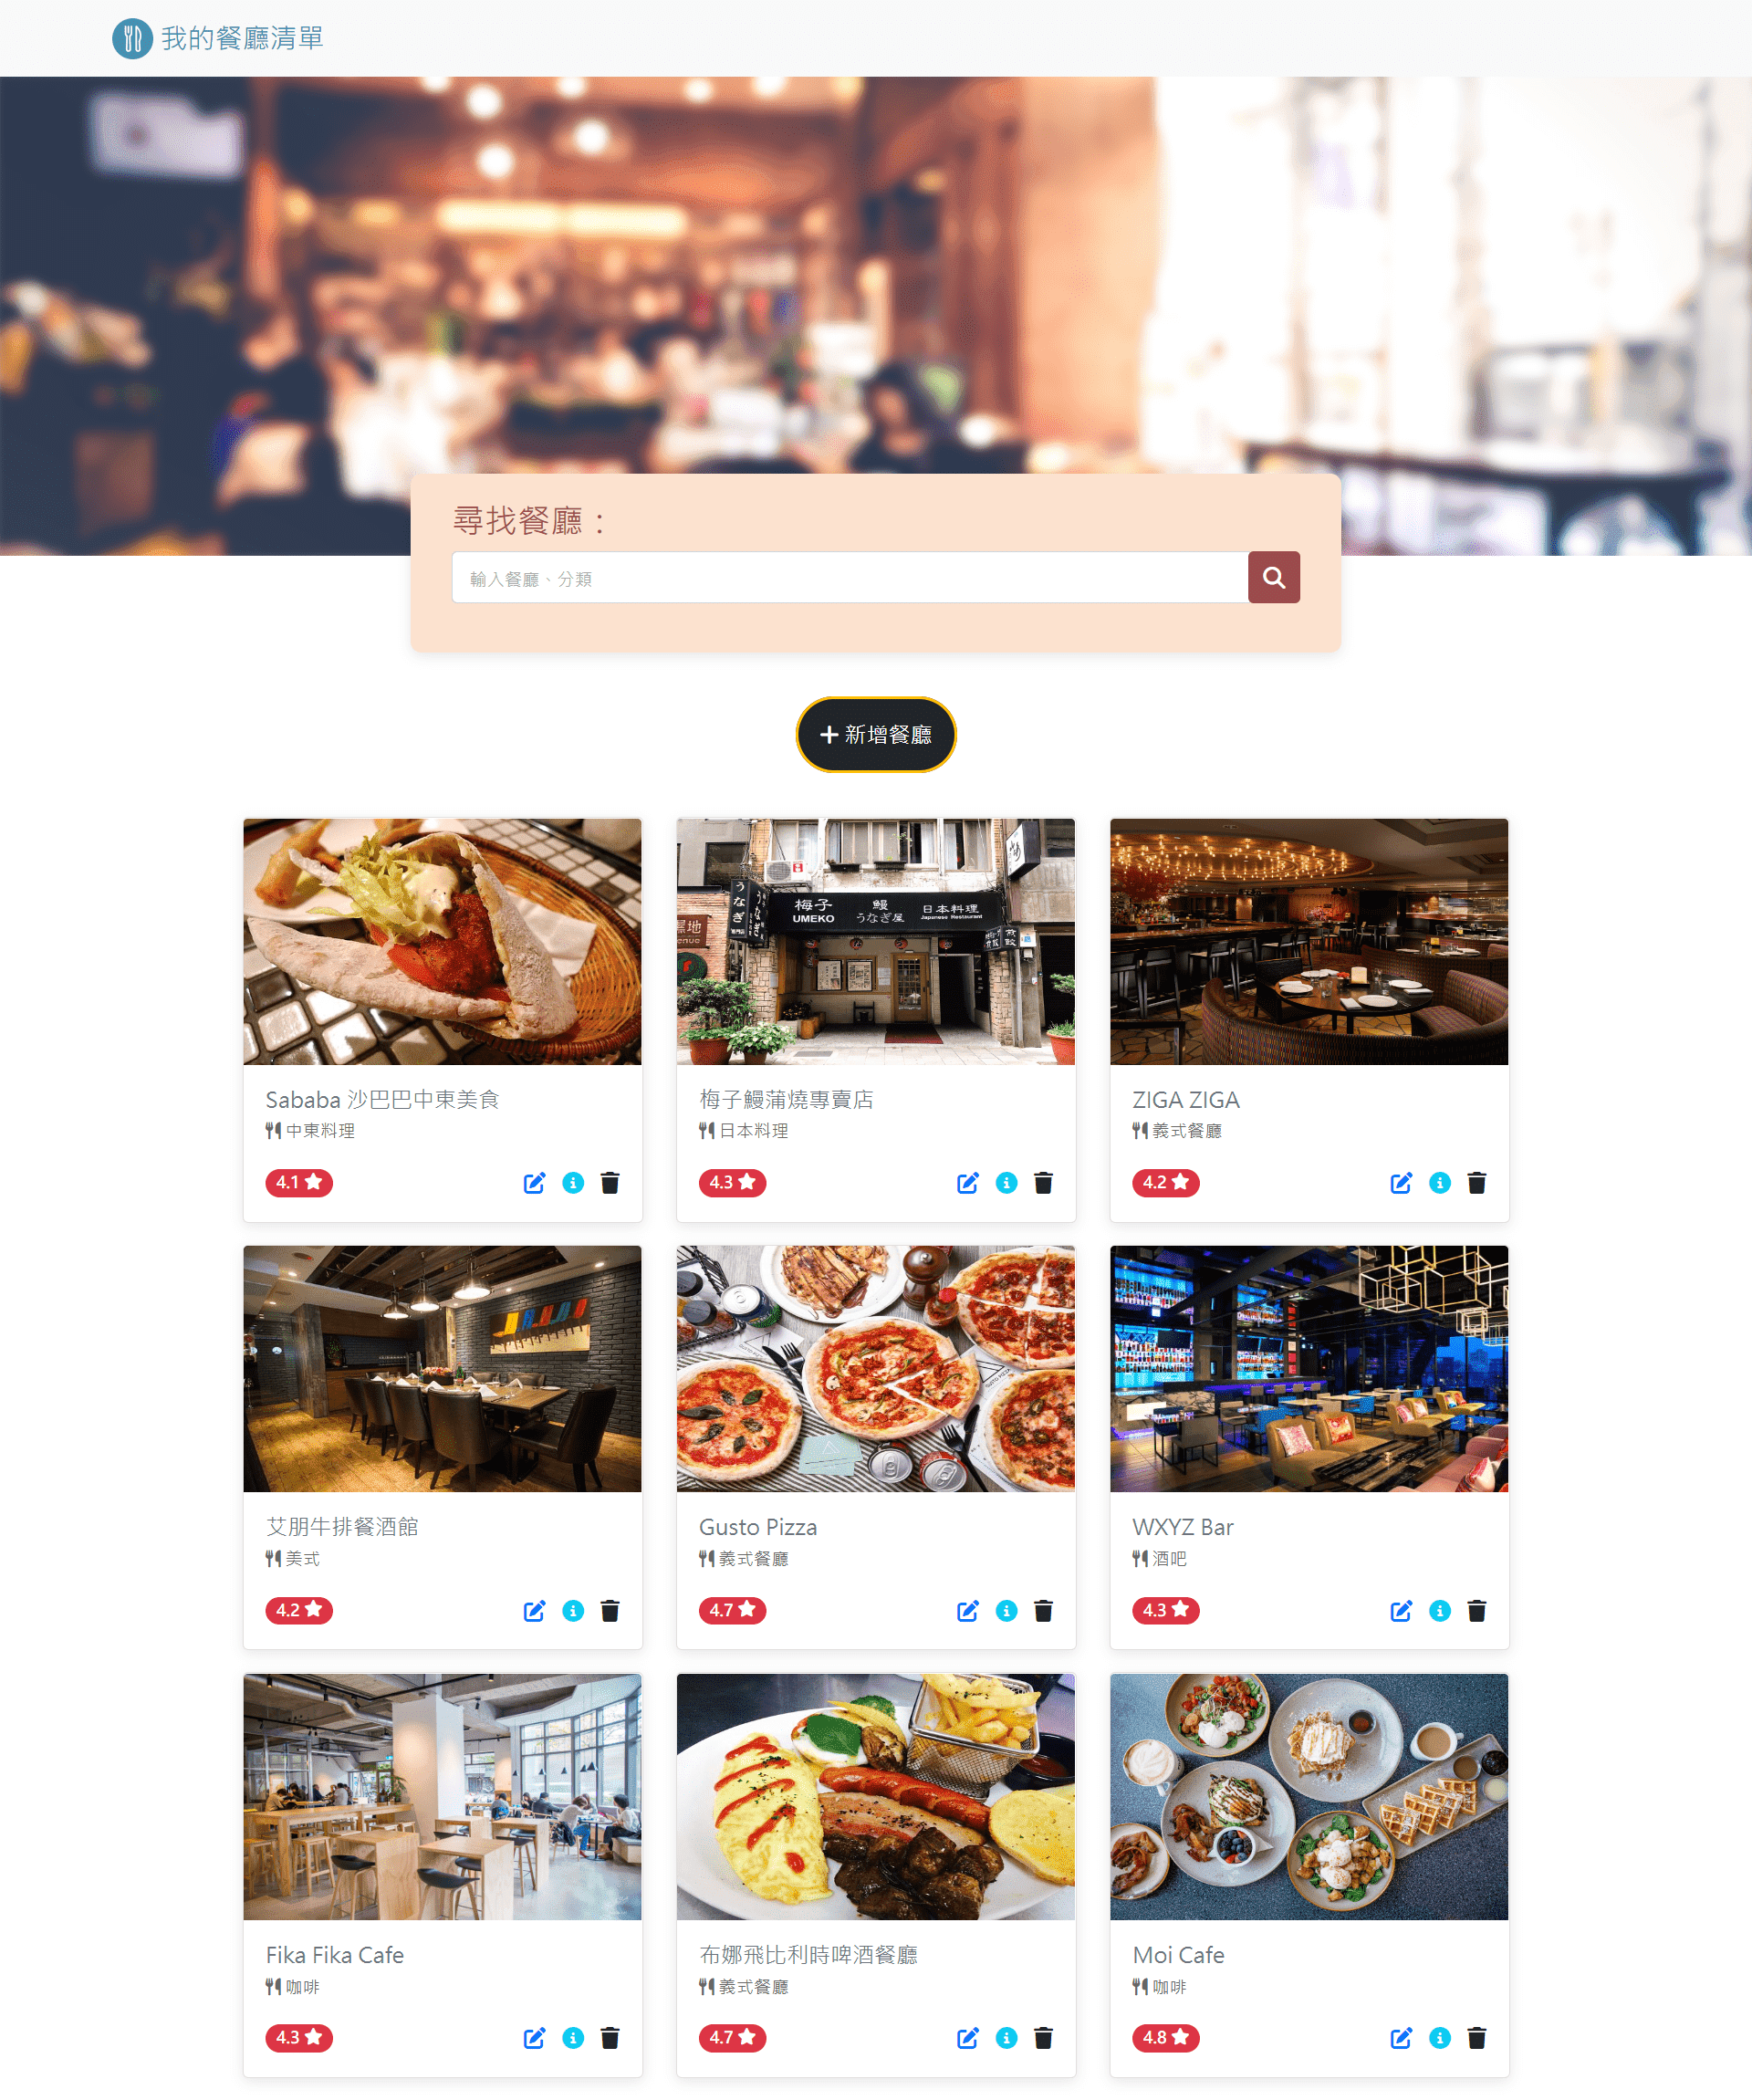 我的餐廳清單
尋找餐廳：
輸入餐廳、分類
新增餐廳
うなぎ
梅子
UMEKO
鰻
うなぎ屋
日本料理
Japanese Restaurant
Sababa 沙巴巴中東美食
中東料理
4.1
梅子鰻蒲燒專賣店
日本料理
4.3
ZIGA ZIGA
義式餐廳
4.2
艾朋牛排餐酒館
美式
4.2
Gusto Pizza
義式餐廳
4.7
WXYZ Bar
酒吧
4.3
Fika Fika Cafe
咖啡
4.3
布娜飛比利時啤酒餐廳
義式餐廳
4.7
Moi Cafe
咖啡
4.8